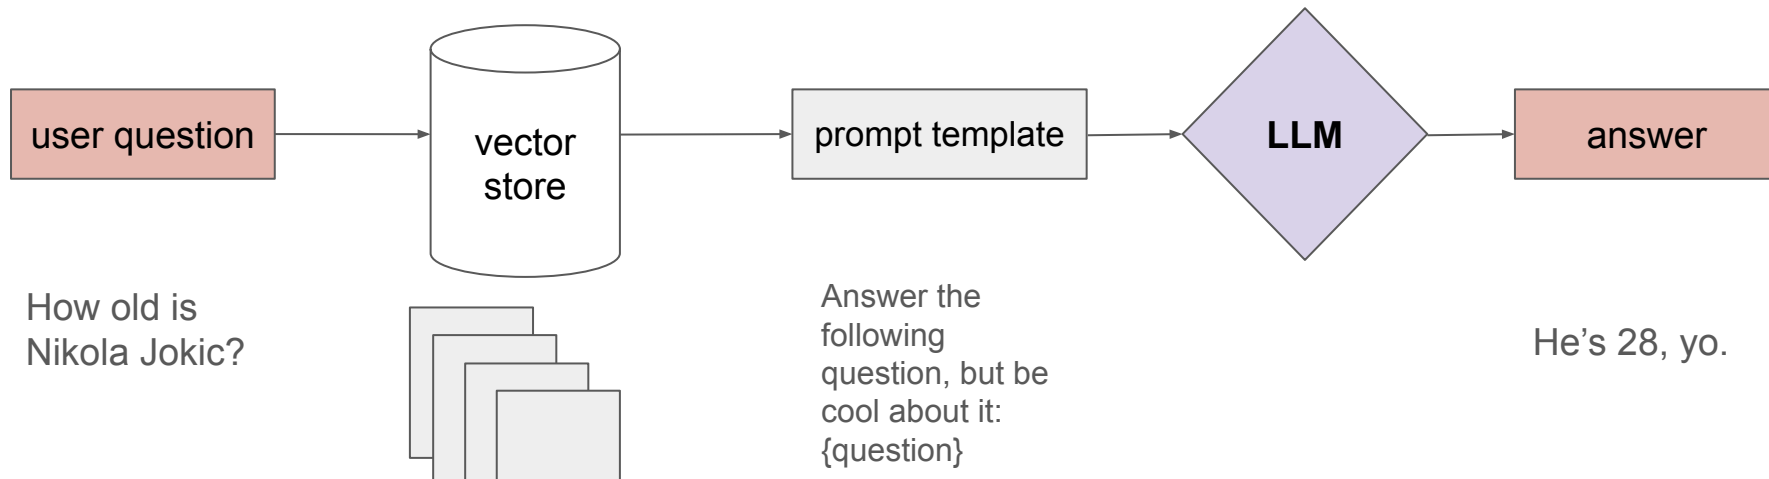 user question
vector
store
prompt template
LLM
answer
How old is
Nikola Jokic?
Answer the
following
question, but be
cool about it:
{question}
He’s 28, yo.